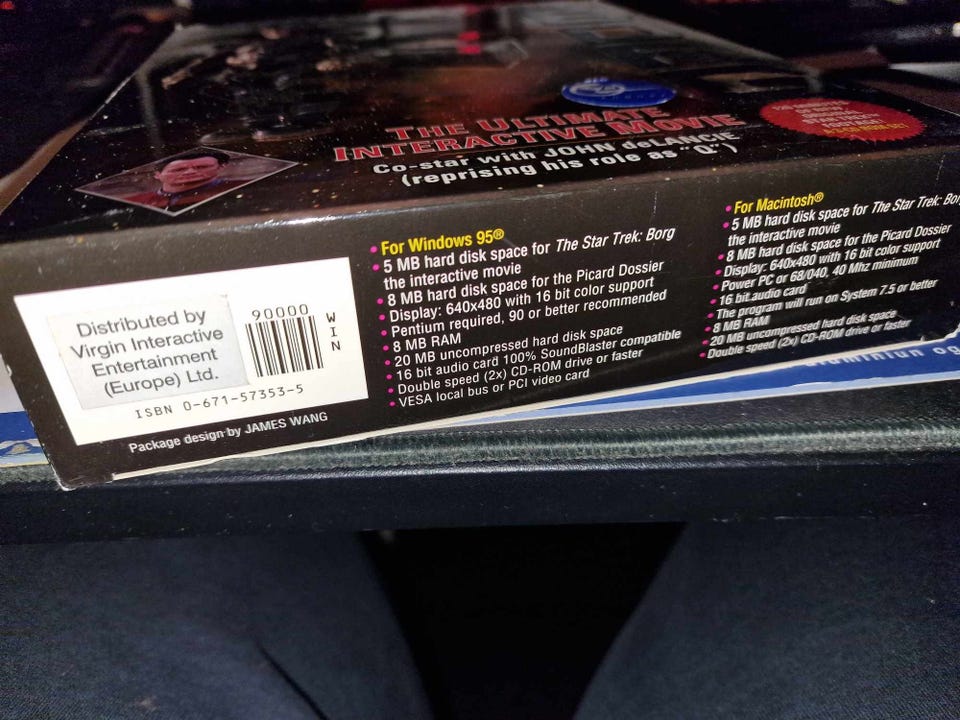 THE ULTIMATE
INTERACTIVE MOVIE
Co-star with JOHN deLANCIE
(reprising his role as "Q")
Distributed by
Virgin Interactive
Entertainment
(Europe) Ltd.
90000
WIN
ISBN 0-671-57353-5
Package design by JAMES WANG
• For Windows 95®
• 5 MB hard disk space for The Star Trek: Borg
the interactive movie
• 8 MB hard disk space for the Picard Dossier
• Display: 640x480 with 16 bit color support
• Pentium required, 90 or better recommended
• 8 MB RAM
• 20 MB uncompressed hard disk space
• 16 bit audio card 100% SoundBlaster compatible
• Double speed (2x) CD-ROM drive or faster
• VESA local bus or PCI video card
• For Macintosh®
• 5 MB hard disk space for The Star Trek: Borg
the interactive movie
• 8 MB hard disk space for the Picard Dossier
• Display: 640x480 with 16 bit color support
• Power PC or 68/040, 40 Mhz minimum
• 16 bit audio card
• The program will run on System 7.5 or better
• 8 MB RAM
• 20 MB uncompressed hard disk space
• Double speed (2x) CD-ROM drive or faster